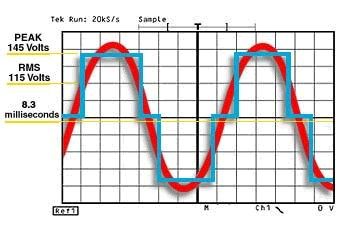 Tek Run: 20kS/s Sample
T
PEAK
145 Volts
RMS
115 Volts
8.3
milliseconds
Ref1
M Ch1 0 V